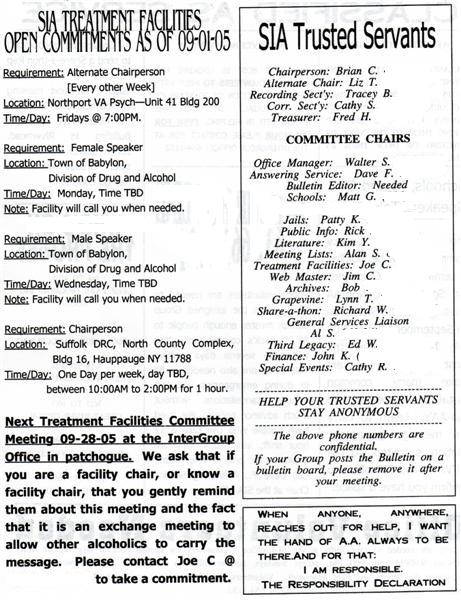 SIA TREATMENT FACILITIES
OPEN COMMITMENTS AS OF 09-01-05
Requirement: Alternate Chairperson
[Every other Week]
Location: Northport VA Psych—Unit 41 Bldg 200
Time/Day: Fridays @ 7:00PM.
Requirement: Female Speaker
Location: Town of Babylon,
Division of Drug and Alcohol
Time/Day: Monday, Time TBD
Note: Facility will call you when needed.
Requirement: Male Speaker
Location: Town of Babylon,
Division of Drug and Alcohol
Time/Day: Wednesday, Time TBD
Note: Facility will call you when needed.
Requirement: Chairperson
Location: Suffolk DRC, North County Complex,
Bldg 16, Hauppauge NY 11788
Time/Day: One Day per week, day TBD,
between 10:00AM to 2:00PM for 1 hour.
Next Treatment Facilities Committee
Meeting 09-28-05 at the InterGroup
Office in patchogue. We ask that if
you are a facility chair, or know a
facility chair, that you gently remind
them about this meeting and the fact
that it is an exchange meeting to
allow other alcoholics to carry the
message. Please contact Joe C @
to take a commitment.
SIA Trusted Servants
Chairperson: Brian C.
Alternate Chair: Liz T.
Recording Sect'y: Tracey B.
Corr. Sect'y: Cathy S.
Treasurer: Fred H.
COMMITTEE CHAIRS
Office Manager: Walter S.
Answering Service: Dave F.
Bulletin Editor: Needed
Schools: Matt G.
Jails: Patty K.
Public Info: Rick
Literature: Kim Y.
Meeting Lists: Alan S.
Treatment Facilities: Joe C.
Web Master: Jim C.
Archives: Bob
Grapevine: Lynn T.
Share-a-thon: Richard W.
General Services Liaison
Al S.
Third Legacy: Ed W.
Finance: John K. (
Special Events: Cathy R.
HELP YOUR TRUSTED SERVANTS
STAY ANONYMOUS
The above phone numbers are
confidential.
If your Group posts the Bulletin on a
bulletin board, please remove it after
your meeting.
WHEN ANYONE, ANYWHERE,
REACHES OUT FOR HELP, I WANT
THE HAND OF A.A. ALWAYS TO BE
THERE.AND FOR THAT:
I AM RESPONSIBLE.
THE RESPONSIBILITY DECLARATION